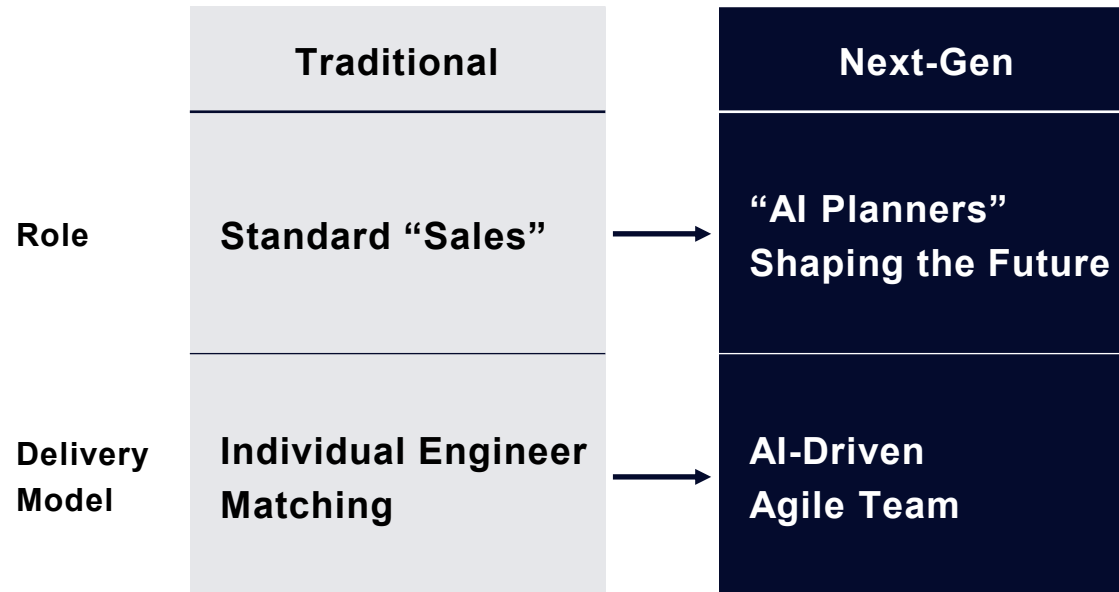 Traditional
Next-Gen
Role
Standard “Sales”
“AI Planners”
Shaping the Future
Delivery
Model
Individual Engineer
Matching
AI-Driven
Agile Team